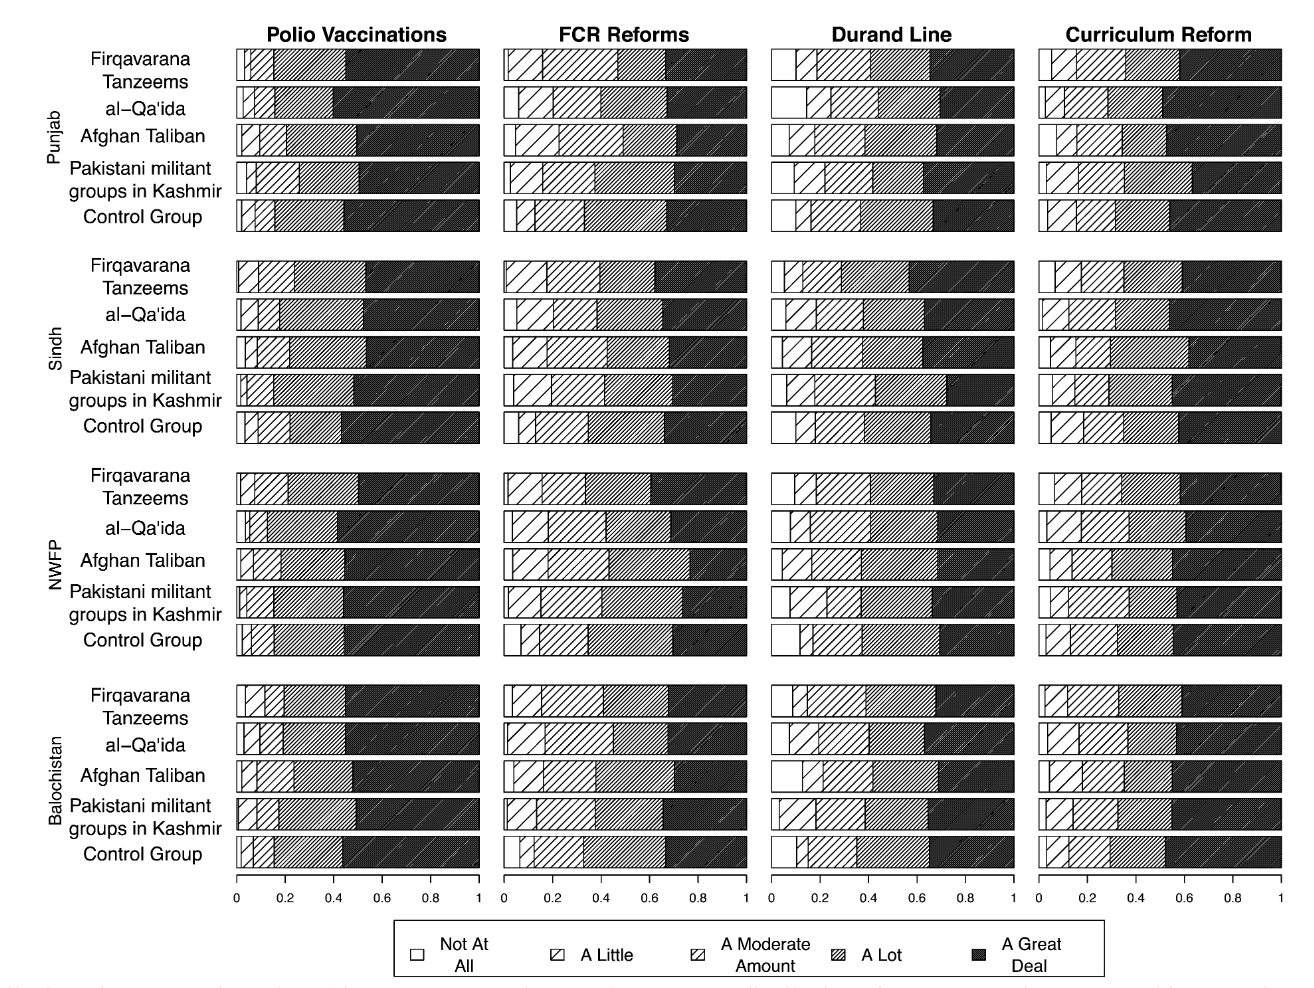 Polio Vaccinations FCR Reforms Durand Line Curriculum Reform
Punjab
Firqavarana
Tanzeems
al−Qa'ida
Afghan Taliban
Pakistani militant
groups in Kashmir
Control Group
Sindh
Firqavarana
Tanzeems
al−Qa'ida
Afghan Taliban
Pakistani militant
groups in Kashmir
Control Group
NWFP
Firqavarana
Tanzeems
al−Qa'ida
Afghan Taliban
Pakistani militant
groups in Kashmir
Control Group
Balochistan
Firqavarana
Tanzeems
al−Qa'ida
Afghan Taliban
Pakistani militant
groups in Kashmir
Control Group
0 0.2 0.4 0.6 0.8 1 0 0.2 0.4 0.6 0.8 1 0 0.2 0.4 0.6 0.8 1 0 0.2 0.4 0.6 0.8 1
Not At
All
A Little
A Moderate
Amount
A Lot
A Great
Deal